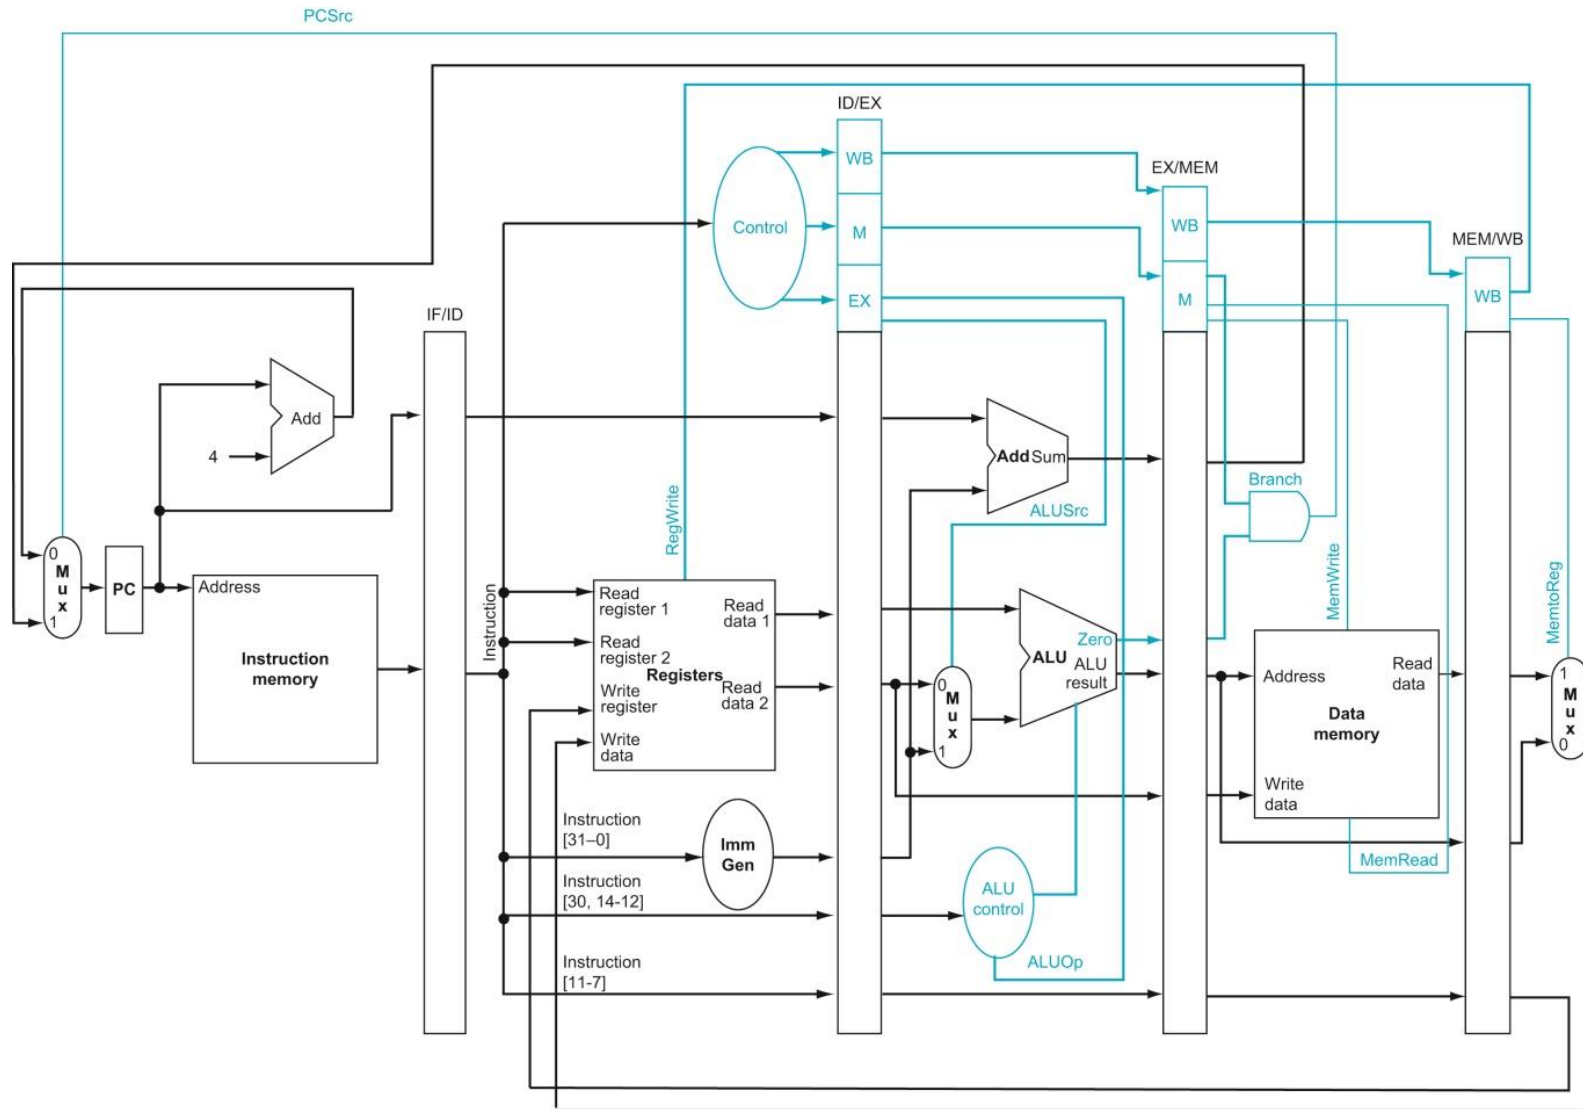 PCSrc
ID/EX
WB
EX/MEM
Control
M
WB
MEM/WB
EX
M
WB
IF/ID
Add
4
Add Sum
Branch
ALUSrc
RegWrite
MemWrite
MemtoReg
0
M
u
x
1
PC
Address
Instruction
memory
Instruction
Read
register 1
Read
data 1
Read
register 2
Registers
Write
register
Read
data 2
Write
data
0
M
u
x
1
Zero
ALU
ALU
result
Address
Read
data
Data
memory
Write
data
1
M
u
x
0
Instruction
[31–0]
Imm
Gen
MemRead
Instruction
[30, 14-12]
ALU
control
Instruction
[11-7]
ALUOp